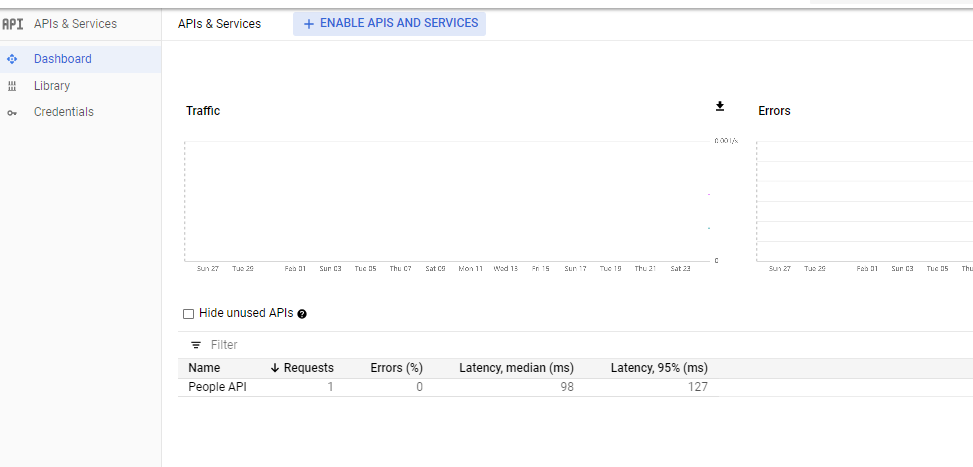 API APIs & Services
APIs & Services
+ ENABLE APIS AND SERVICES
Dashboard
Library
Credentials
Traffic
Errors
0.001/s
0
Sun 27 Tue 29 Feb 01 Sun 03 Tue 05 Thu 07 Sat 09 Mon 11 Wed 13 Fri 15 Sun 17 Tue 19 Thu 21 Sat 23
Sun 27 Tue 29 Feb 01 Sun 03 Tue 05 Thu
Hide unused APIs ?
Filter
Name Requests Errors (%) Latency, median (ms) Latency, 95% (ms)
People API 1 0 98 127